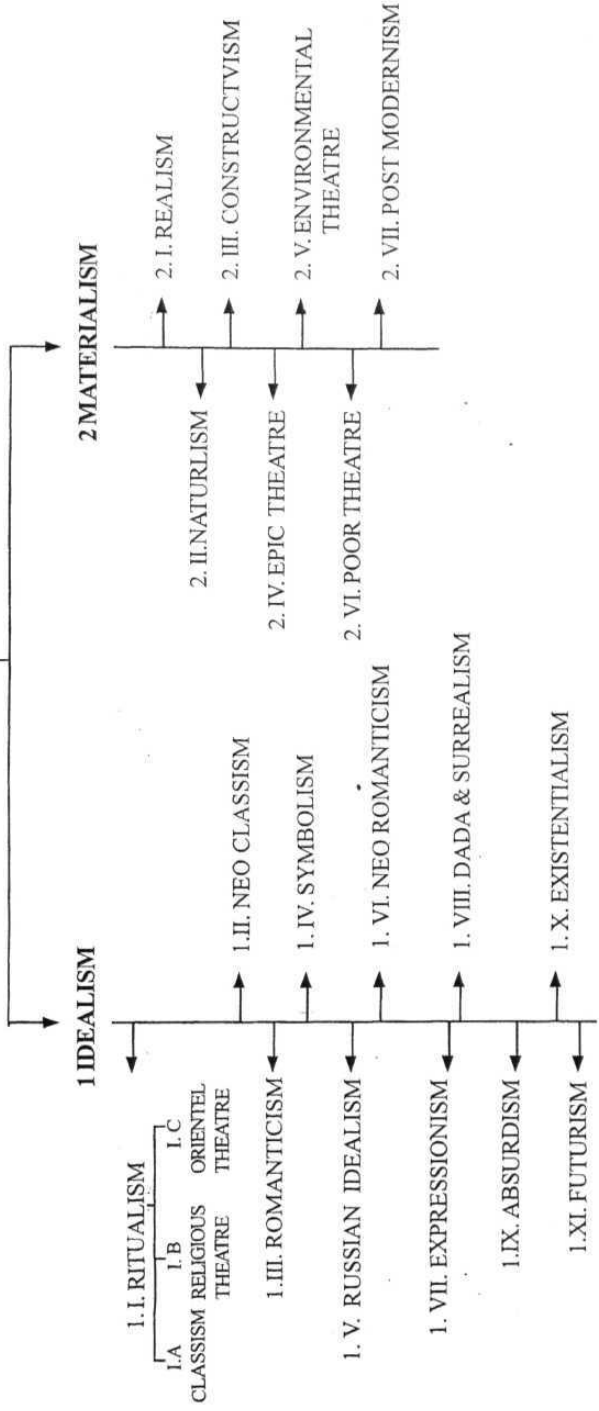 1 IDEALISM
1. I. RITUALISM
I.A
CLASSISM
I. B
RELIGIOUS
THEATRE
I. C
ORIENTEL
THEATRE
1.II. NEO CLASSISM
1.III. ROMANTICISM
1.IV. SYMBOLISM
1. V. RUSSIAN IDEALISM
1. VI. NEO ROMANTICISM
1. VII. EXPRESSIONISM
1. VIII. DADA & SURREALISM
1.IX. ABSURDISM
1. X. EXISTENTIALISM
1.XI. FUTURISM
2 MATERIALISM
2. I. REALISM
2. II.NATURLISM
2. III. CONSTRUCTVISM
2. IV. EPIC THEATRE
2. V. ENVIRONMENTAL
THEATRE
2. VI. POOR THEATRE
2. VII. POST MODERNISM